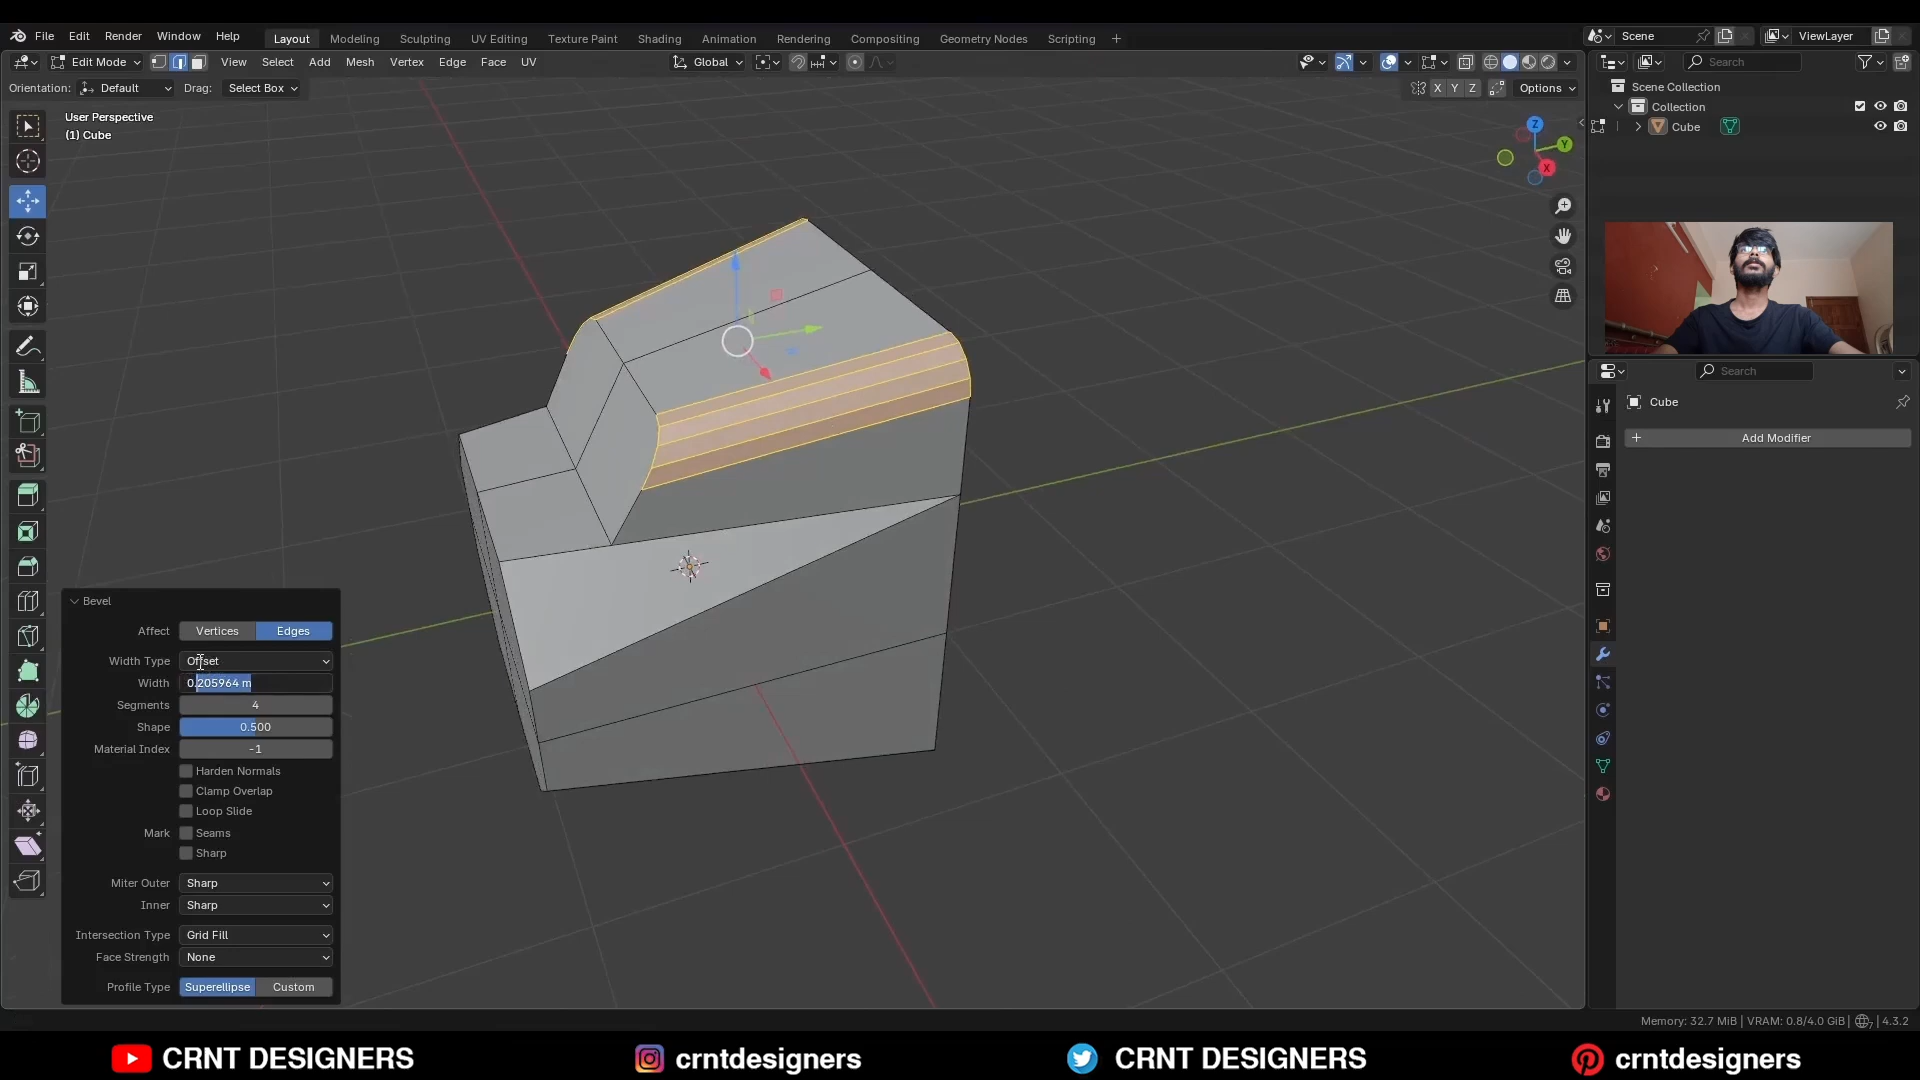 File Edit Render Window Help Layout Modeling Sculpting UV Editing Texture Paint Shading Animation Rendering Compositing Geometry Nodes Scripting + Scene ViewLayer
Edit Mode View Select Add Mesh Vertex Edge Face UV Global Search
Orientation: Default Drag: Select Box X Y Z Options
Scene Collection
Collection
Cube
User Perspective
(1) Cube
Z
Y
X
Search
Cube
+ Add Modifier
Bevel
Affect Vertices Edges
Width Type Offset
Width 0.205964 m
Segments 4
Shape 0.500
Material Index -1
Harden Normals
Clamp Overlap
Loop Slide
Mark Seams
Sharp
Miter Outer Sharp
Inner Sharp
Intersection Type Grid Fill
Face Strength None
Profile Type Superellipse Custom
Memory: 32.7 MiB | VRAM: 0.8/4.0 GiB | 7 | 4.3.2
CRNT DESIGNERS crntdesigners CRNT DESIGNERS crntdesigners